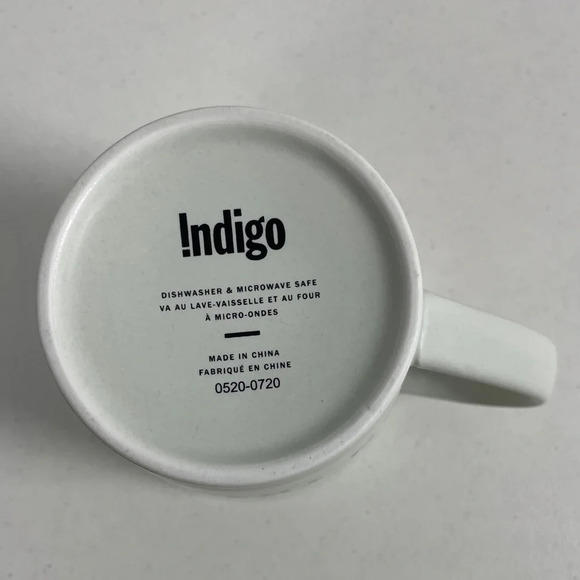 !ndigo
DISHWASHER & MICROWAVE SAFE
VA AU LAVE-VAISSELLE ET AU FOUR
À MICRO-ONDES
MADE IN CHINA
FABRIQUÉ EN CHINE
0520-0720